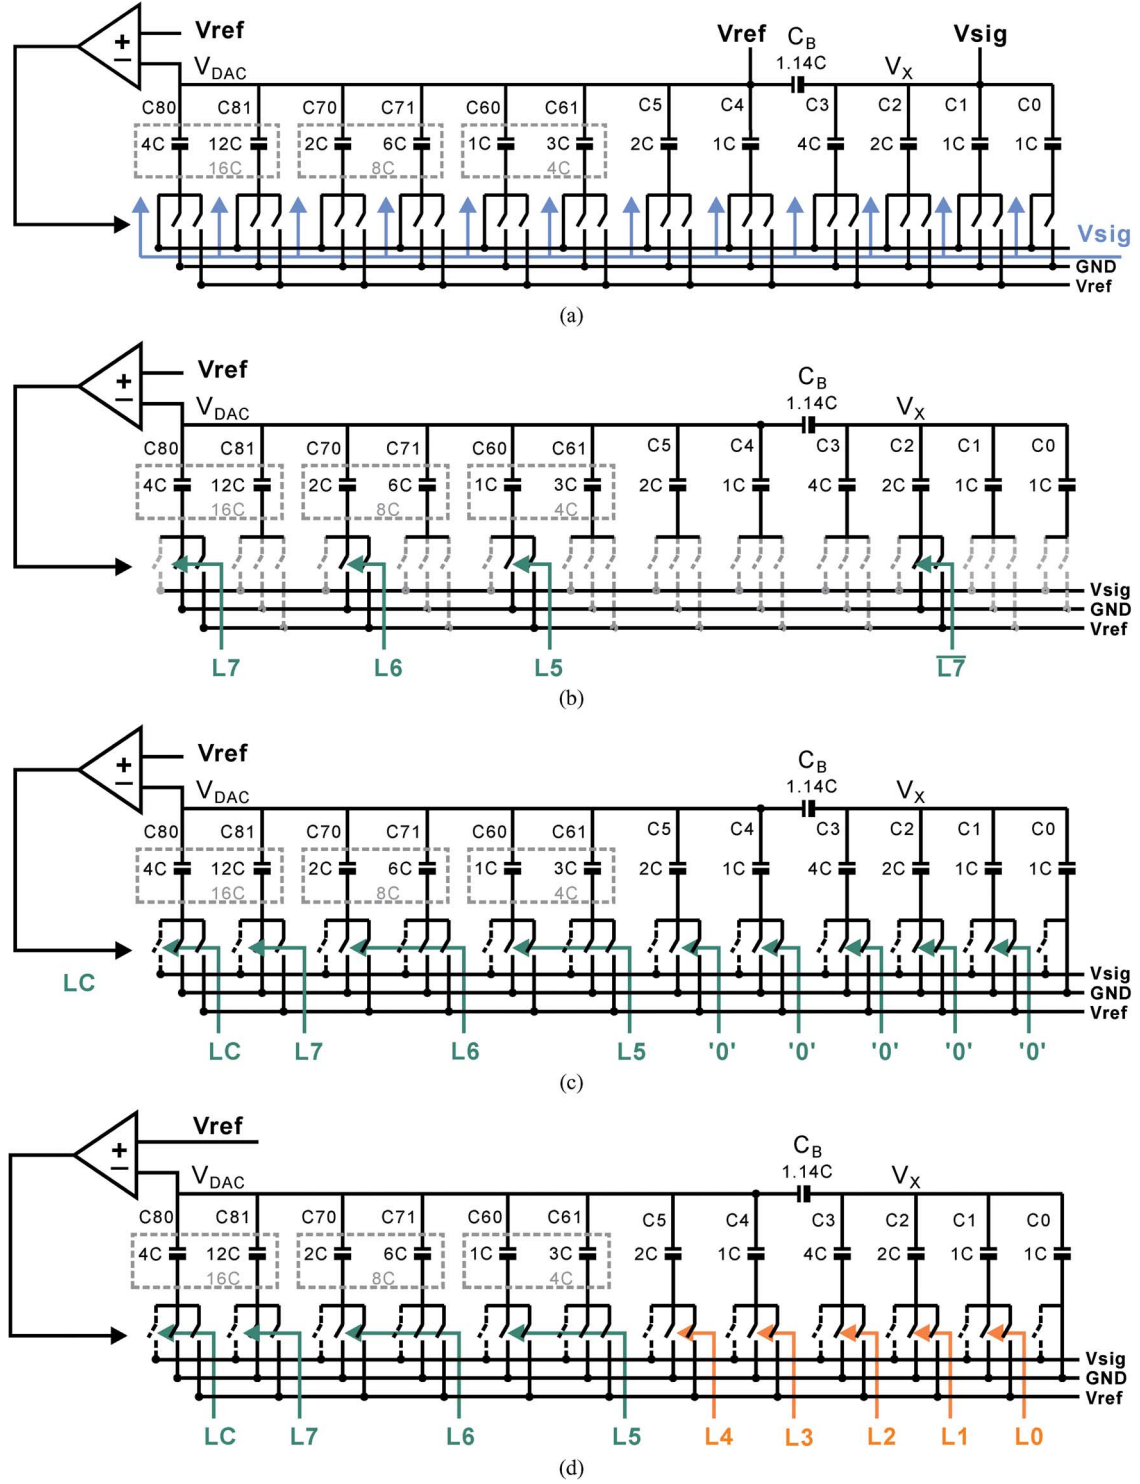 Vref Vref CB Vsig
+ − VDAC 1.14C VX
C80 C81 C70 C71 C60 C61 C5 C4 C3 C2 C1 C0
4C 12C 2C 6C 1C 3C 2C 1C 4C 2C 1C 1C
16C 8C 4C
Vsig
GND
Vref
(a)
Vref CB
+ − VDAC 1.14C VX
C80 C81 C70 C71 C60 C61 C5 C4 C3 C2 C1 C0
4C 12C 2C 6C 1C 3C 2C 1C 4C 2C 1C 1C
16C 8C 4C
Vsig
GND
Vref
L7 L6 L5 L7̅
(b)
Vref CB
+ − VDAC 1.14C VX
C80 C81 C70 C71 C60 C61 C5 C4 C3 C2 C1 C0
4C 12C 2C 6C 1C 3C 2C 1C 4C 2C 1C 1C
16C 8C 4C
LC Vsig
GND
Vref
LC L7 L6 L5 '0' '0' '0' '0' '0'
(c)
Vref CB
+ − VDAC 1.14C VX
C80 C81 C70 C71 C60 C61 C5 C4 C3 C2 C1 C0
4C 12C 2C 6C 1C 3C 2C 1C 4C 2C 1C 1C
16C 8C 4C
Vsig
GND
Vref
LC L7 L6 L5 L4 L3 L2 L1 L0
(d)